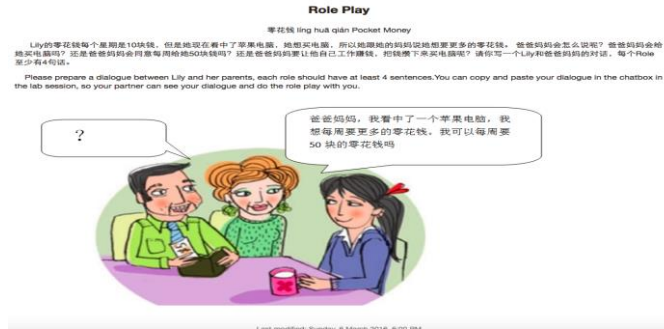 Role Play
零花钱 líng huā qián Pocket Money
Lily的零花钱每个星期是10块钱，但是她现在看中了苹果电脑，她想买电脑，所以她跟她的妈妈说她想要更多的零花钱。 爸爸妈妈会怎么说呢？爸爸妈妈会给
她买电脑吗？还是爸爸妈妈会同意每周给她50块钱吗？还是爸爸妈妈要让他自己工作赚钱，把钱攒下来买电脑呢？请你写一个Lily和爸爸妈妈的对话，每个Role
至少有4句话。
Please prepare a dialogue between Lily and her parents, each role should have at least 4 sentences.You can copy and paste your dialogue in the chatbox in
the lab session, so your partner can see your dialogue and do the role play with you.
?
爸爸妈妈，我看中了一个苹果电脑，我
想每周要更多的零花钱。我可以每周要
50 块的零花钱吗
Last modified: Sunday, 6 March 2016, 6:00 PM